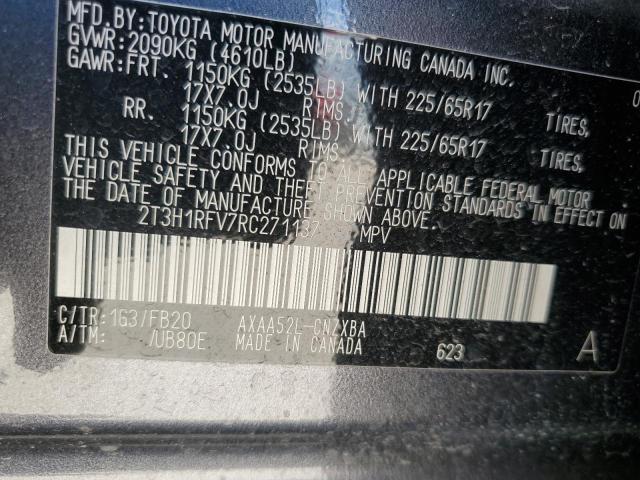 MFD.BY:TOYOTA MOTOR MANUFACTURING CANADA INC.
GVWR:2090KG (4610LB)
GAWR:FRT. 1150KG (2535LB) WITH 225/65R17 TIRES,
17X7.0J RIMS,
RR. 1150KG (2535LB) WITH 225/65R17 TIRES,
17X7.0J RIMS,
THIS VEHICLE CONFORMS TO ALL APPLICABLE FEDERAL MOTOR
VEHICLE SAFETY AND THEFT PREVENTION STANDARDS IN EFFECT ON
THE DATE OF MANUFACTURE SHOWN ABOVE.
2T3H1RFV7RC271137 MPV
C/TR:1G3/FB20 AXAA52L-CNZXBA
A/TM: /UB80E MADE IN CANADA 623 A